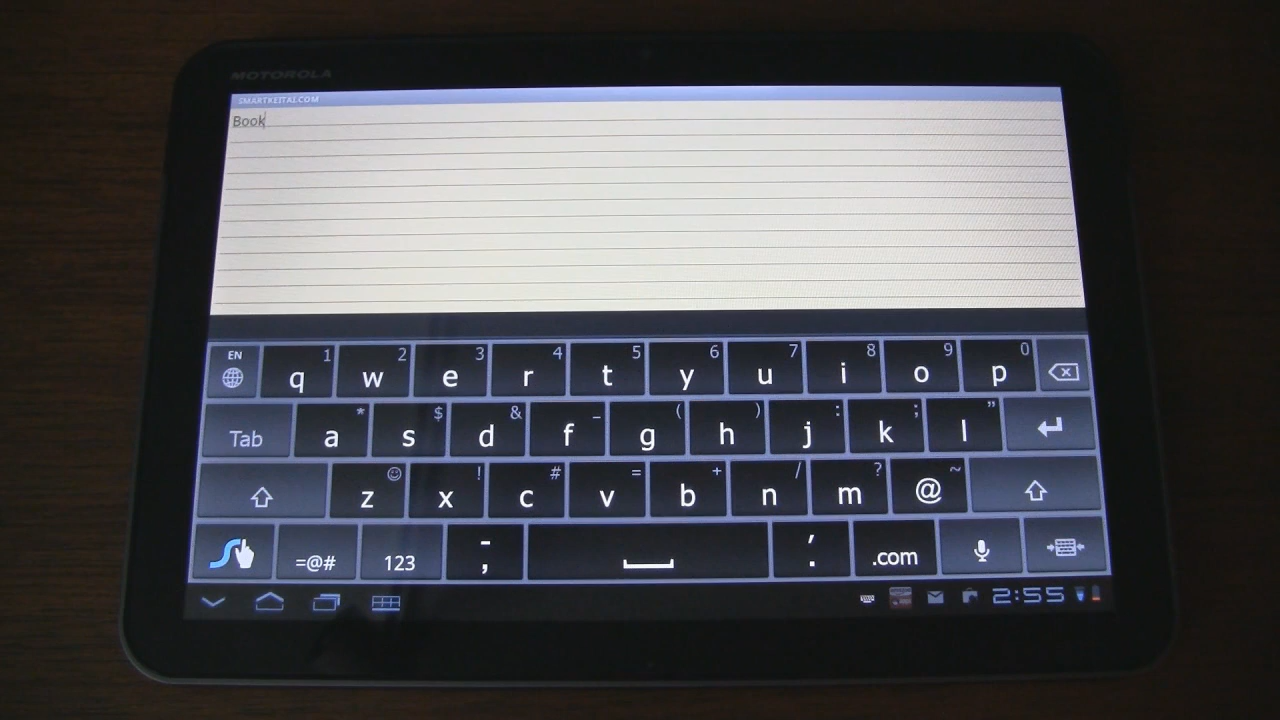 MOTOROLA
SMARTKEITAI.COM
Book
EN 1 2 3 4 5 6 7 8 9 0
q w e r t y u i o p
* $ & _ ( ) : ; "
Tab a s d f g h j k l
! # = + / ? ~
z x c v b n m @
- '
=@# 123 , . .com
2:55